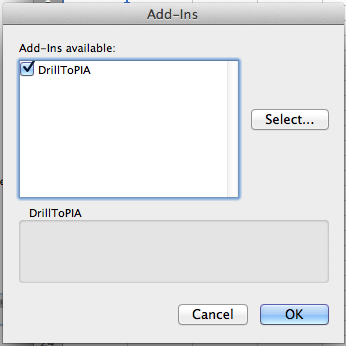 Add-Ins
Add-Ins available:
DrillToPIA
Select...
DrillToPIA
Cancel
OK